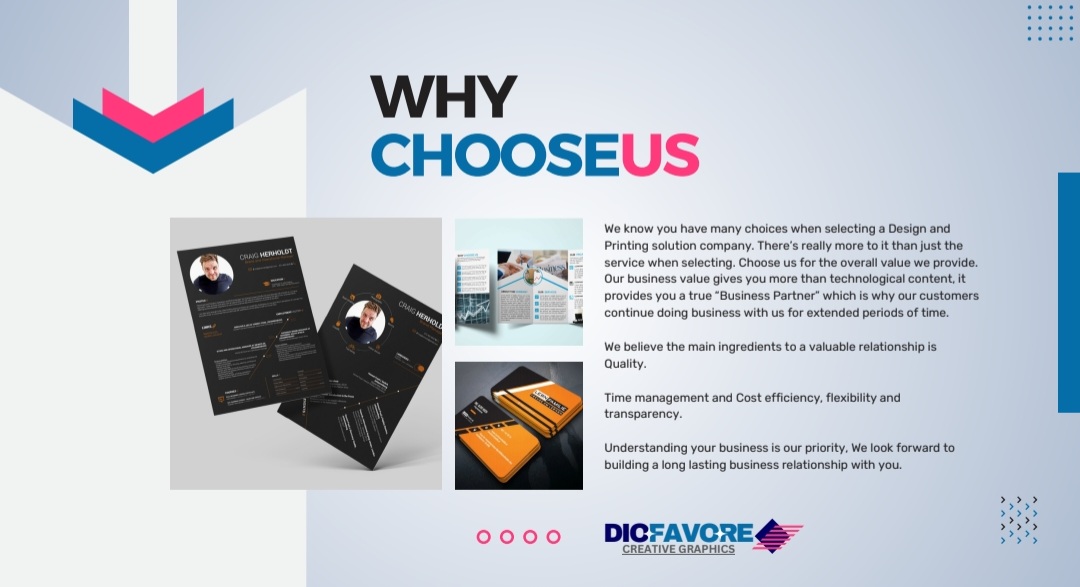 WHY
CHOOSEUS
CRAIG HERHOLDT
CRAIG HERHOLDT
We know you have many choices when selecting a Design and
Printing solution company. There's really more to it than just the
service when selecting. Choose us for the overall value we provide.
Our business value gives you more than technological content, it
provides you a true “Business Partner” which is why our customers
continue doing business with us for extended periods of time.
We believe the main ingredients to a valuable relationship is
Quality.
Time management and Cost efficiency, flexibility and
transparency.
Understanding your business is our priority, We look forward to
building a long lasting business relationship with you.
DICFAVORE
CREATIVE GRAPHICS